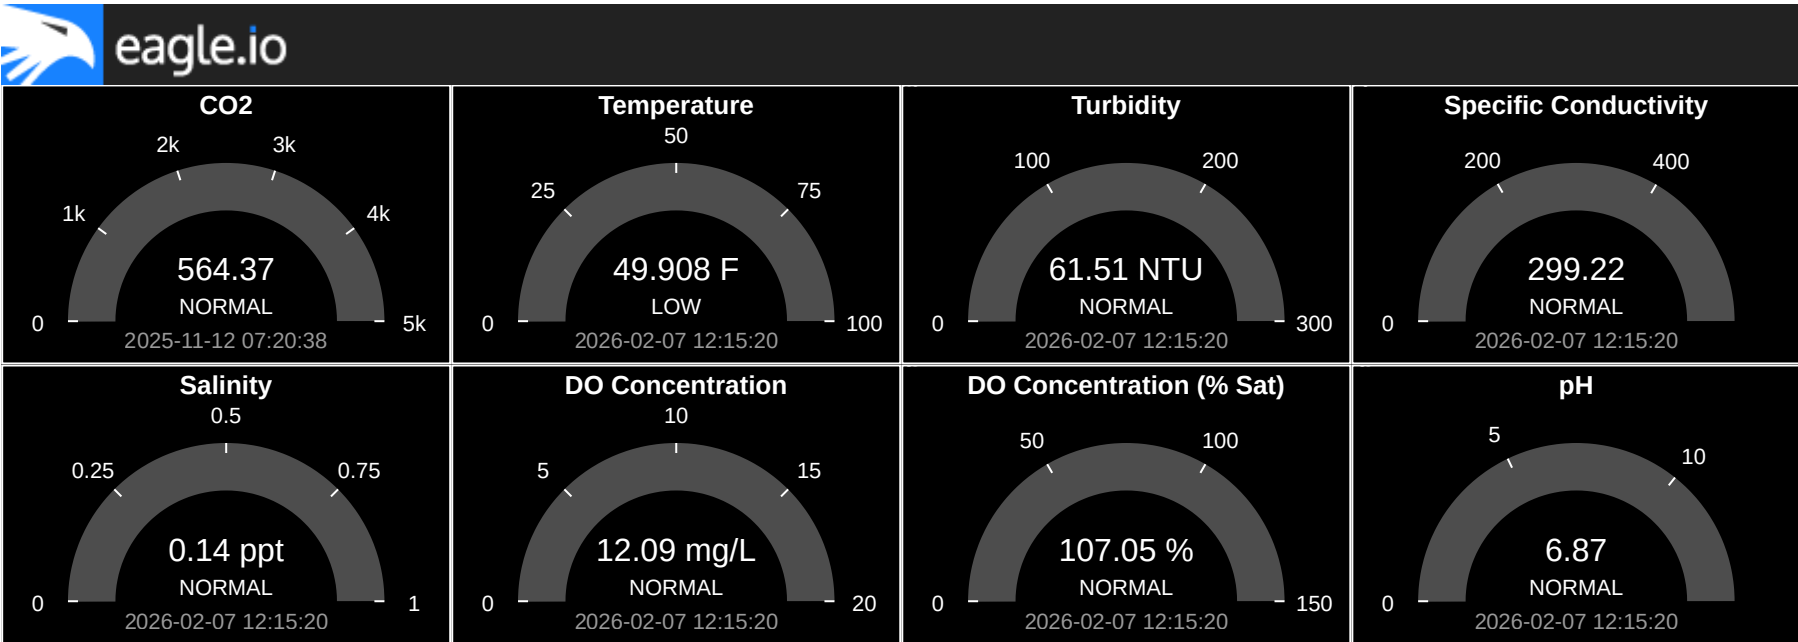 eagle.io
CO2
2k 3k
1k 4k
564.37
NORMAL
0 5k
2025-11-12 07:20:38
Temperature
50
25 75
49.908 F
LOW
0 100
2026-02-07 12:15:20
Turbidity
100 200
61.51 NTU
NORMAL
0 300
2026-02-07 12:15:20
Specific Conductivity
200 400
299.22
NORMAL
0
2026-02-07 12:15:20
Salinity
0.5
0.25 0.75
0.14 ppt
NORMAL
0 1
2026-02-07 12:15:20
DO Concentration
10
5 15
12.09 mg/L
NORMAL
0 20
2026-02-07 12:15:20
DO Concentration (% Sat)
50 100
107.05 %
NORMAL
0 150
2026-02-07 12:15:20
pH
5
10
6.87
NORMAL
0
2026-02-07 12:15:20